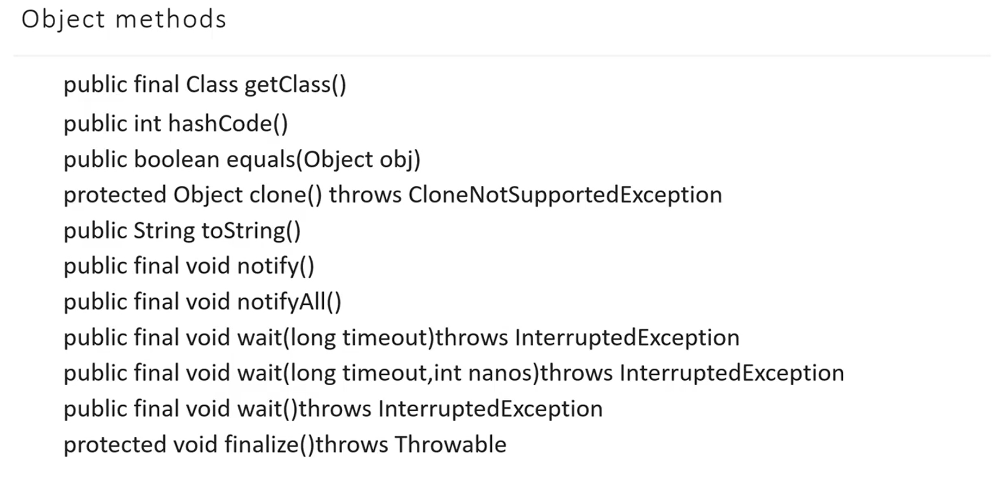 Object methods
public final Class getClass()
public int hashCode()
public boolean equals(Object obj)
protected Object clone() throws CloneNotSupportedException
public String toString()
public final void notify()
public final void notifyAll()
public final void wait(long timeout)throws InterruptedException
public final void wait(long timeout,int nanos)throws InterruptedException
public final void wait()throws InterruptedException
protected void finalize()throws Throwable